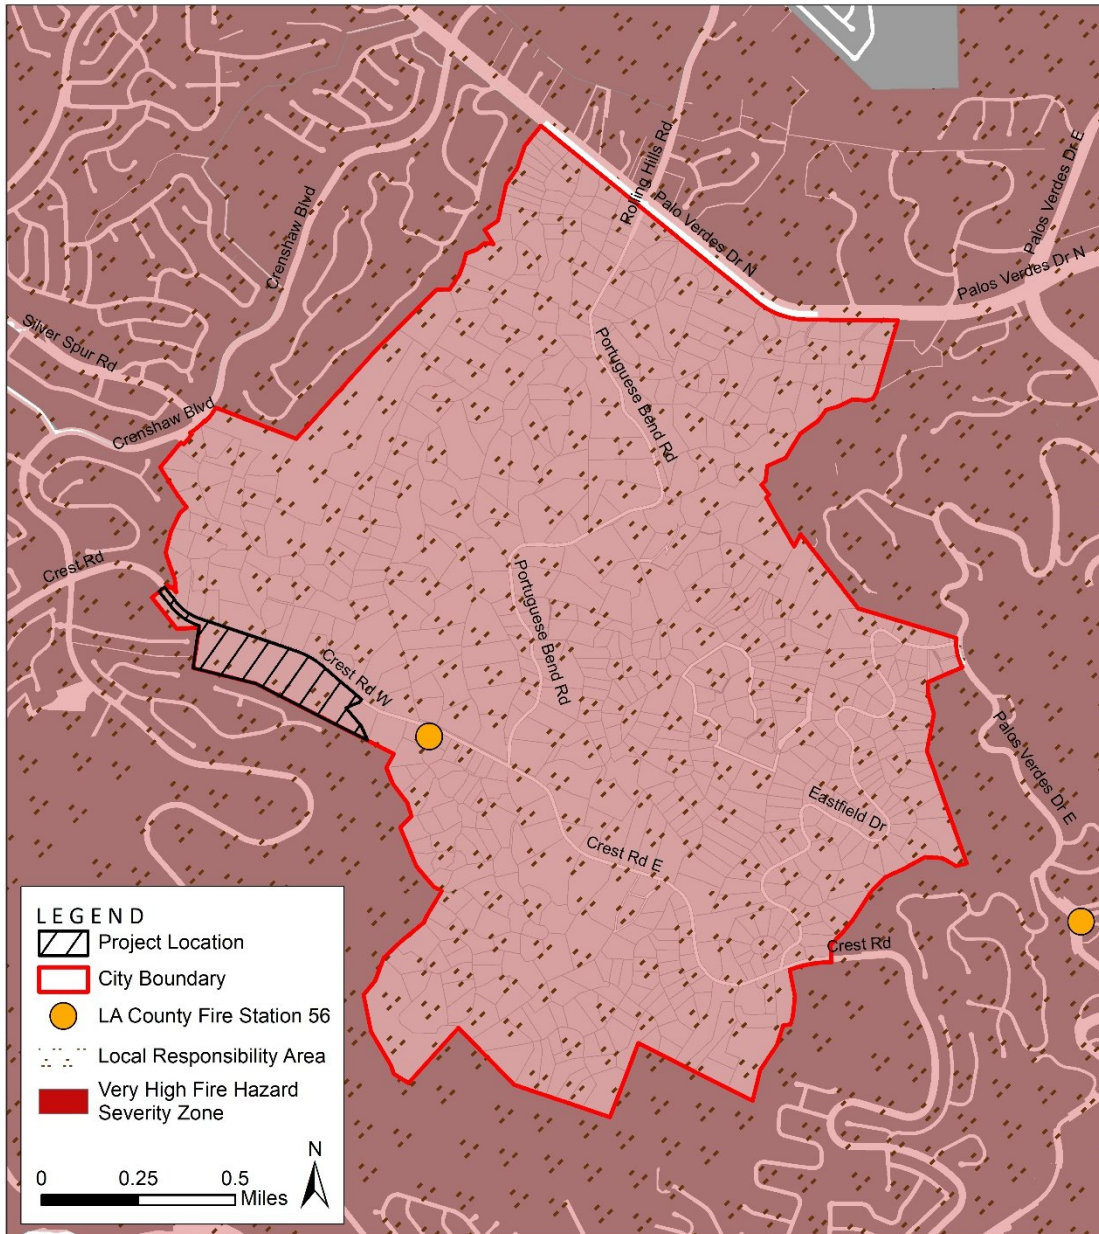 Rolling Hills Rd
Palo Verdes Dr N
Palos Verdes Dr E
Palos Verdes Dr N
Crenshaw Blvd
Silver Spur Rd
Crenshaw Blvd
Portuguese Bend Rd
Crest Rd
Portuguese Bend Rd
Crest Rd W
Palos Verdes Dr E
Eastfield Dr
Crest Rd E
Crest Rd
LEGEND
Project Location
City Boundary
LA County Fire Station 56
Local Responsibility Area
Very High Fire Hazard
Severity Zone
N
0 0.25 0.5
Miles